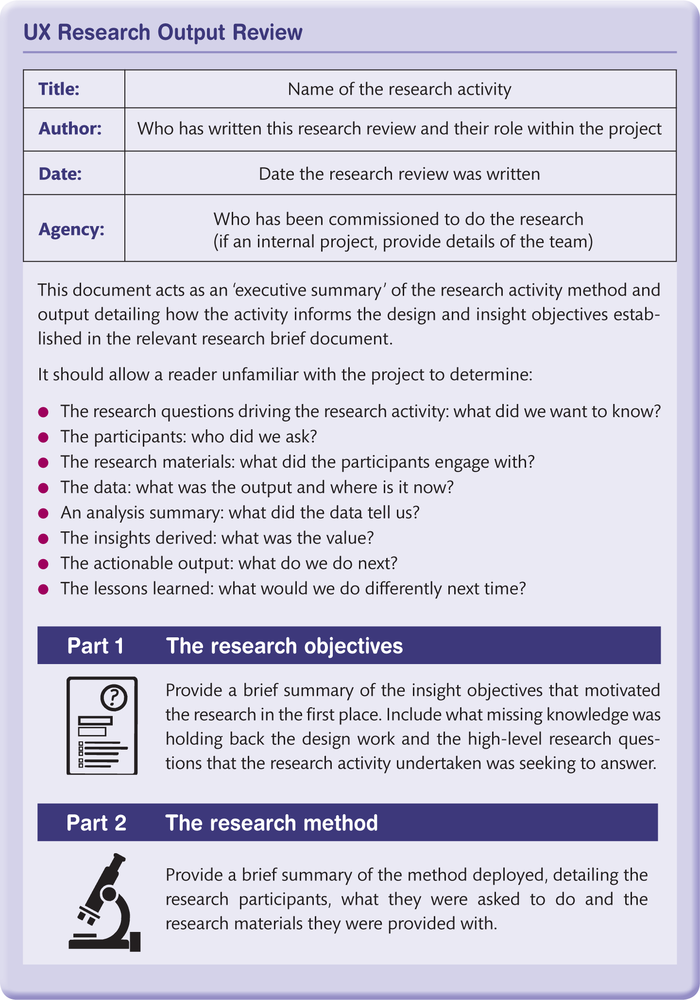 UX Research Output Review
Title:
Name of the research activity
Author:
Who has written this research review and their role within the project
Date:
Date the research review was written
Agency:
Who has been commissioned to do the research
(if an internal project, provide details of the team)
This document acts as an ‘executive summary’ of the research activity method and
output detailing how the activity informs the design and insight objectives estab-
lished in the relevant research brief document.
It should allow a reader unfamiliar with the project to determine:
● The research questions driving the research activity: what did we want to know?
● The participants: who did we ask?
● The research materials: what did the participants engage with?
● The data: what was the output and where is it now?
● An analysis summary: what did the data tell us?
● The insights derived: what was the value?
● The actionable output: what do we do next?
● The lessons learned: what would we do differently next time?
Part 1 The research objectives
?
Provide a brief summary of the insight objectives that motivated
the research in the first place. Include what missing knowledge was
holding back the design work and the high-level research ques-
tions that the research activity undertaken was seeking to answer.
Part 2 The research method
Provide a brief summary of the method deployed, detailing the
research participants, what they were asked to do and the
research materials they were provided with.